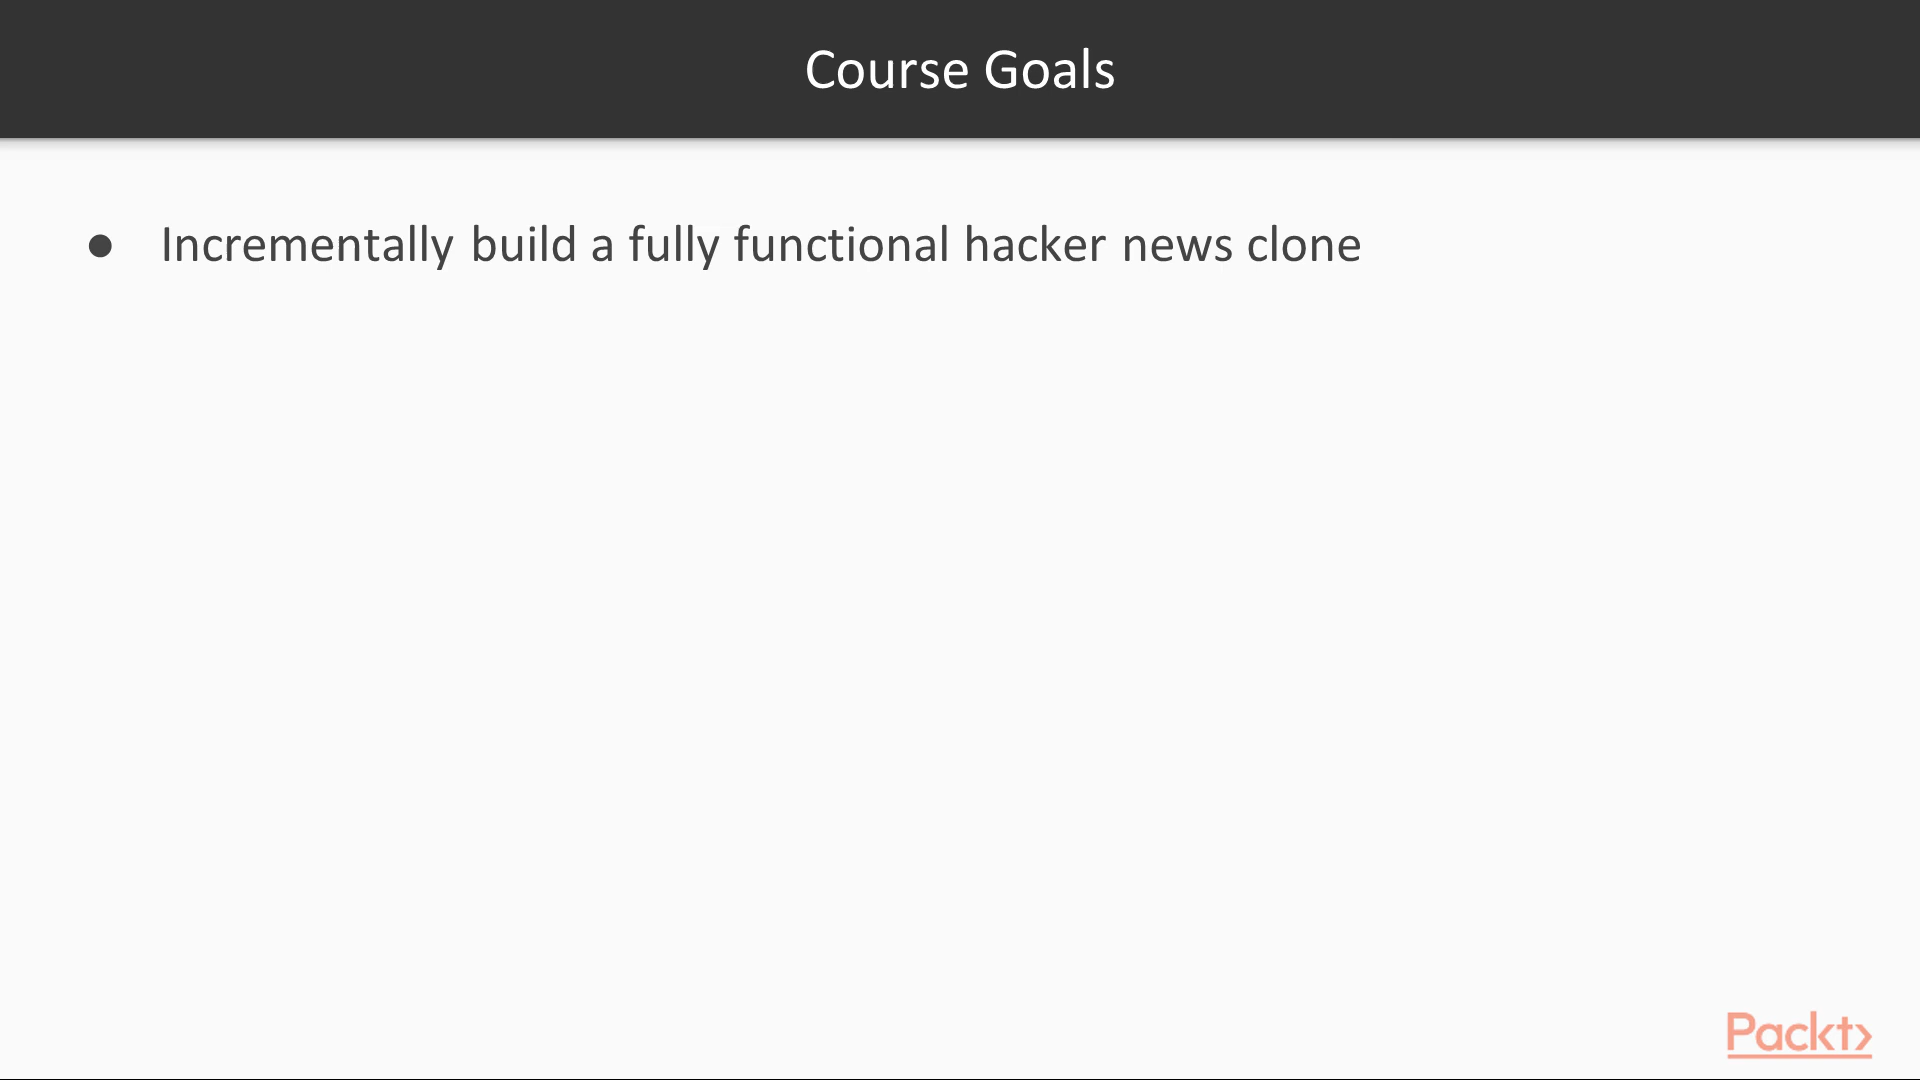 Course Goals
● Incrementally build a fully functional hacker news clone
Packt>